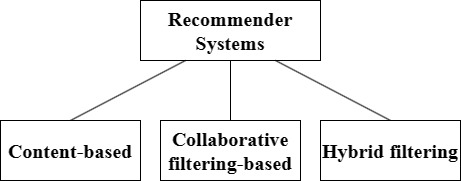 Recommender
Systems
Content-based
Collaborative
filtering-based
Hybrid filtering